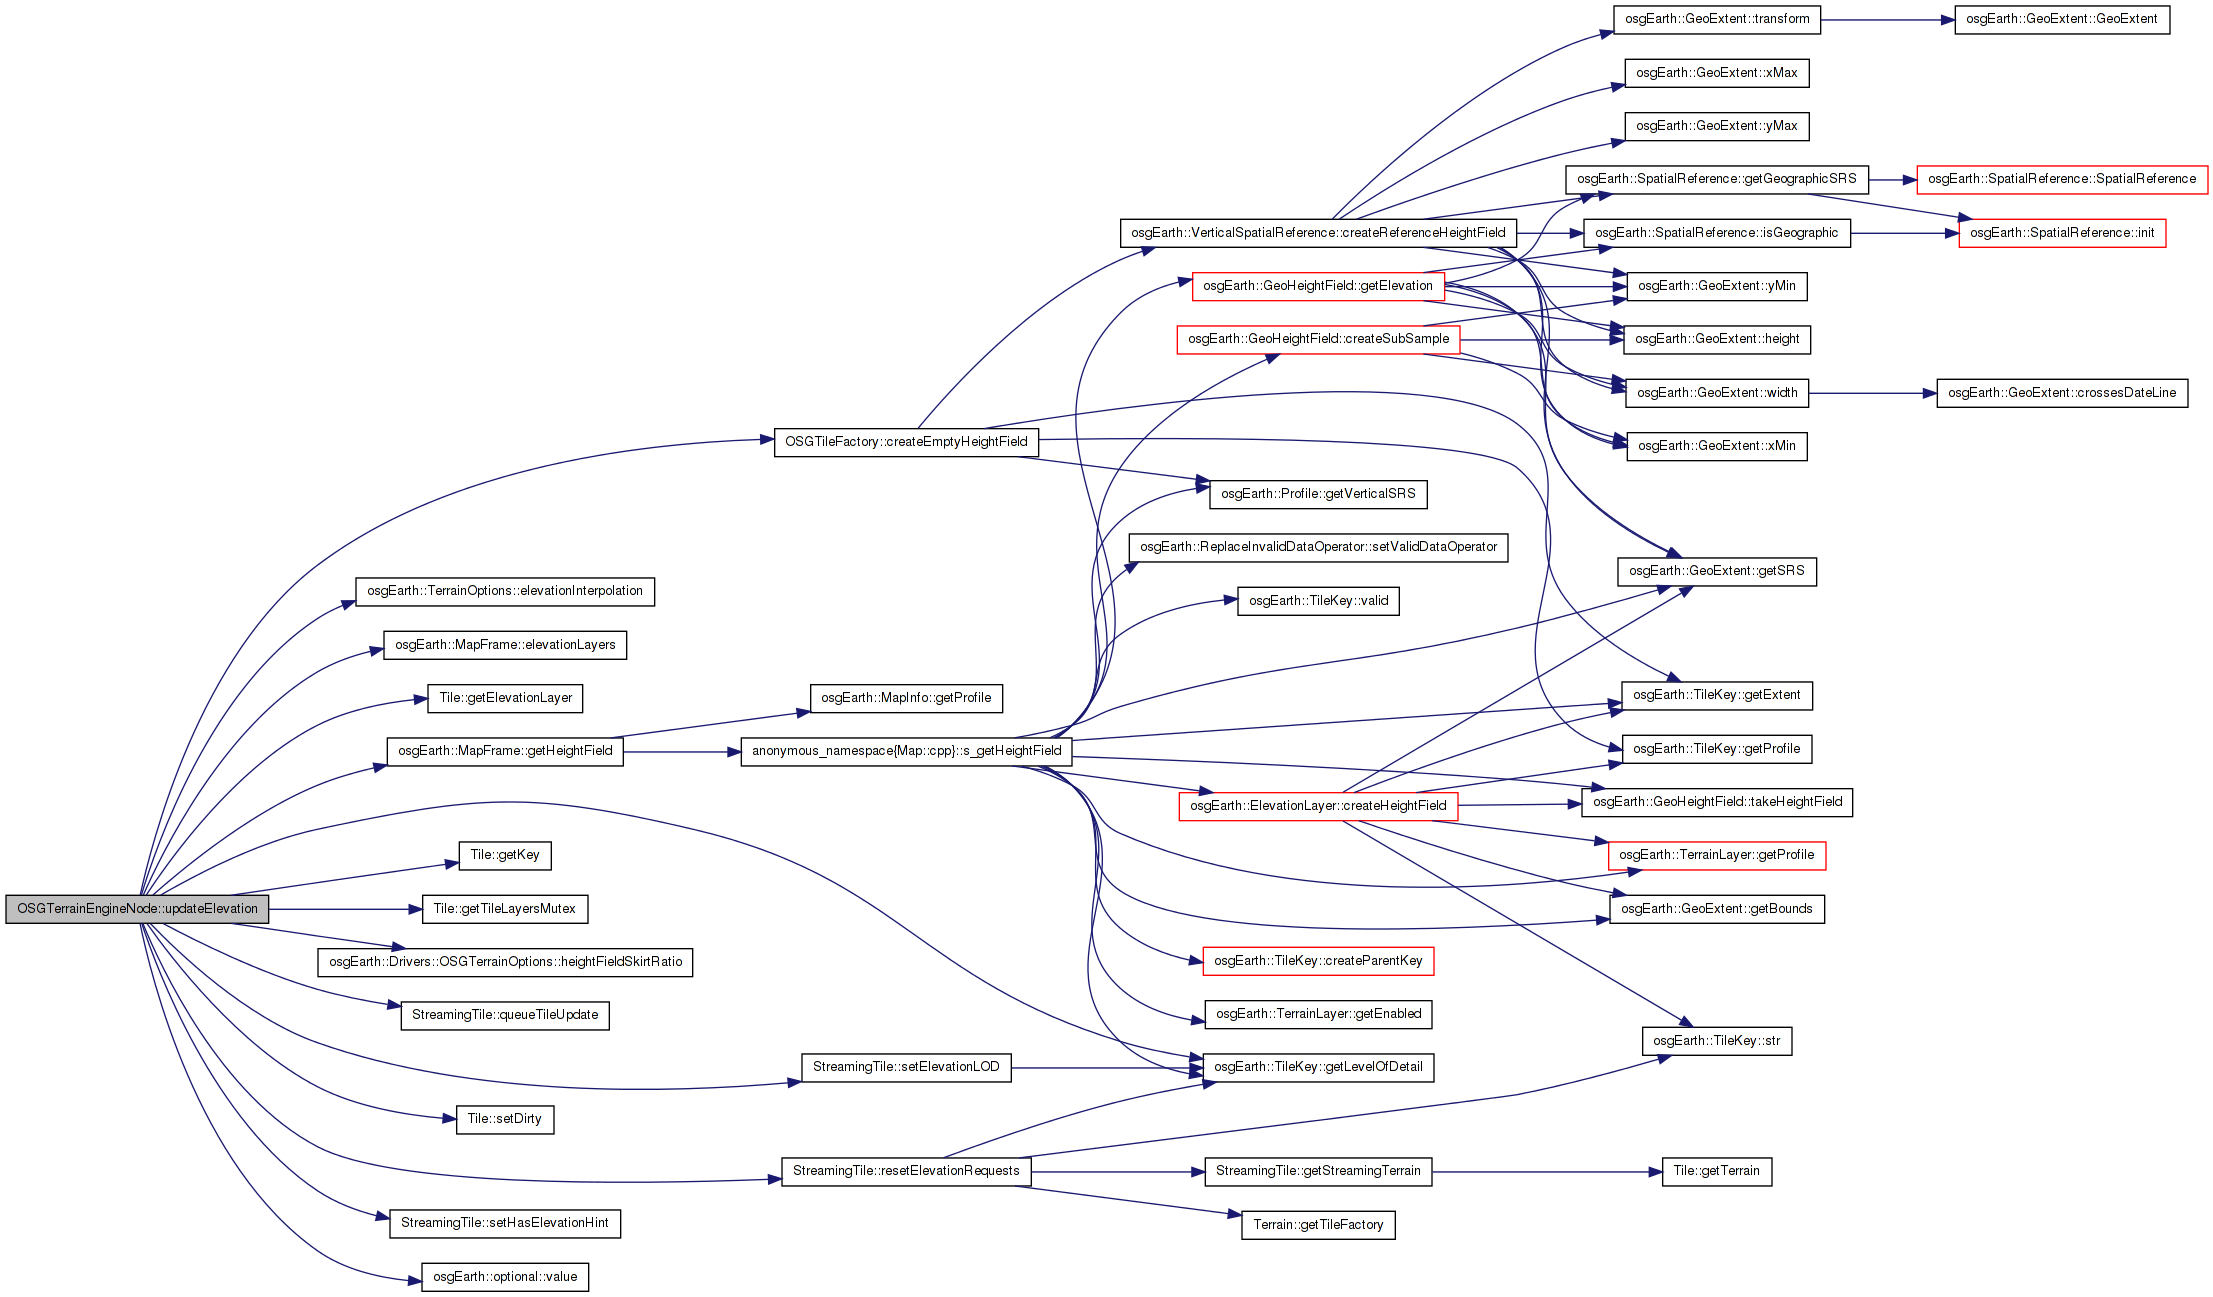 osgEarth::GeoExtent::transform
osgEarth::GeoExtent::GeoExtent
osgEarth::GeoExtent::xMax
osgEarth::GeoExtent::yMax
osgEarth::SpatialReference::getGeographicSRS
osgEarth::SpatialReference::SpatialReference
osgEarth::VerticalSpatialReference::createReferenceHeightField
osgEarth::SpatialReference::isGeographic
osgEarth::SpatialReference::init
osgEarth::GeoHeightField::getElevation
osgEarth::GeoExtent::yMin
osgEarth::GeoHeightField::createSubSample
osgEarth::GeoExtent::height
osgEarth::GeoExtent::width
osgEarth::GeoExtent::crossesDateLine
OSGTileFactory::createEmptyHeightField
osgEarth::GeoExtent::xMin
osgEarth::Profile::getVerticalSRS
osgEarth::ReplaceInvalidDataOperator::setValidDataOperator
osgEarth::GeoExtent::getSRS
osgEarth::TerrainOptions::elevationInterpolation
osgEarth::TileKey::valid
osgEarth::MapFrame::elevationLayers
Tile::getElevationLayer
osgEarth::MapInfo::getProfile
osgEarth::TileKey::getExtent
osgEarth::MapFrame::getHeightField
anonymous_namespace{Map::cpp}::s_getHeightField
osgEarth::TileKey::getProfile
osgEarth::ElevationLayer::createHeightField
osgEarth::GeoHeightField::takeHeightField
Tile::getKey
osgEarth::TerrainLayer::getProfile
OSGTerrainEngineNode::updateElevation
Tile::getTileLayersMutex
osgEarth::GeoExtent::getBounds
osgEarth::Drivers::OSGTerrainOptions::heightFieldSkirtRatio
osgEarth::TileKey::createParentKey
StreamingTile::queueTileUpdate
osgEarth::TerrainLayer::getEnabled
osgEarth::TileKey::str
StreamingTile::setElevationLOD
osgEarth::TileKey::getLevelOfDetail
Tile::setDirty
StreamingTile::resetElevationRequests
StreamingTile::getStreamingTerrain
Tile::getTerrain
StreamingTile::setHasElevationHint
Terrain::getTileFactory
osgEarth::optional::value